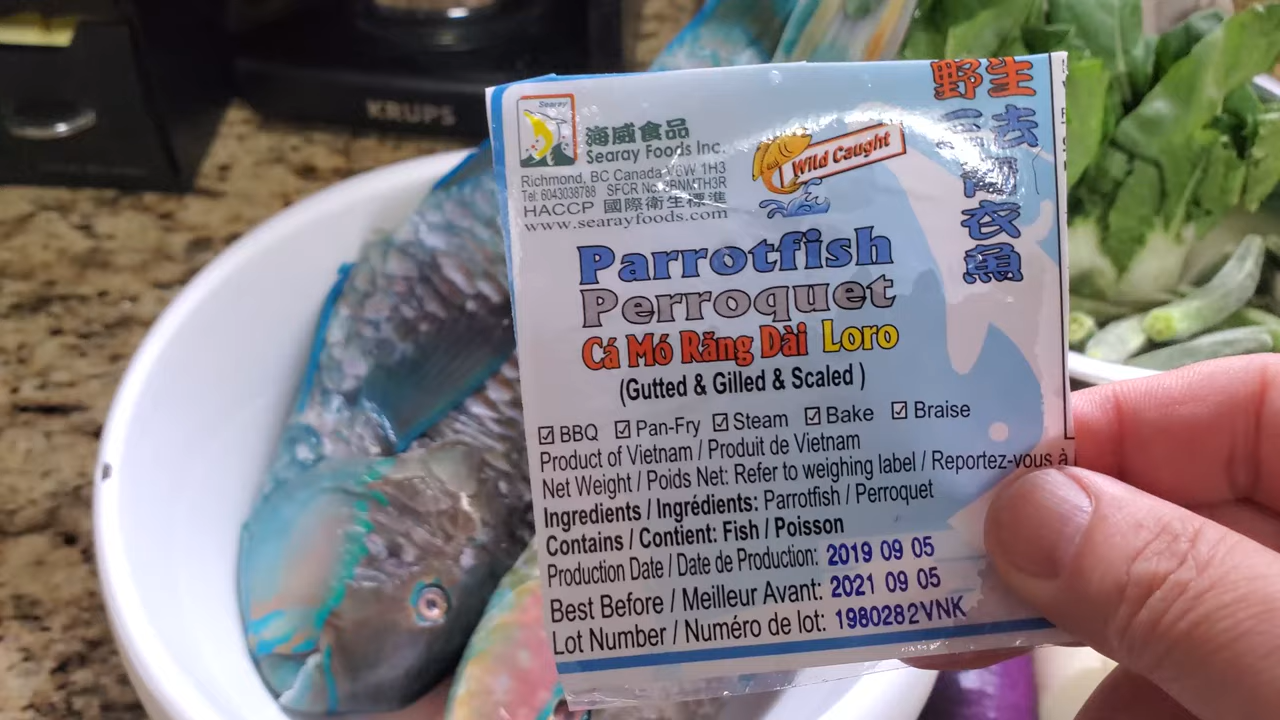 KRUPS
Searay
海威食品
Searay Foods Inc.
Richmond, BC Canada V6W 1H3
Tel: 6043038788 SFCR No.
HACCP 國際衛生標準
www.searayfoods.com
Wild Caught
野生
衣魚
Parrotfish
Perroquet
Cá Mó Răng Dài Loro
(Gutted & Gilled & Scaled )
☑ BBQ ☑ Pan-Fry ☑ Steam ☑ Bake ☑ Braise
Product of Vietnam / Produit de Vietnam
Net Weight / Poids Net: Refer to weighing label / Reportez-vous à
Ingredients / Ingrédients: Parrotfish / Perroquet
Contains / Contient: Fish / Poisson
Production Date / Date de Production: 2019 09 05
Best Before / Meilleur Avant: 2021 09 05
Lot Number / Numéro de lot: 1980282VNK